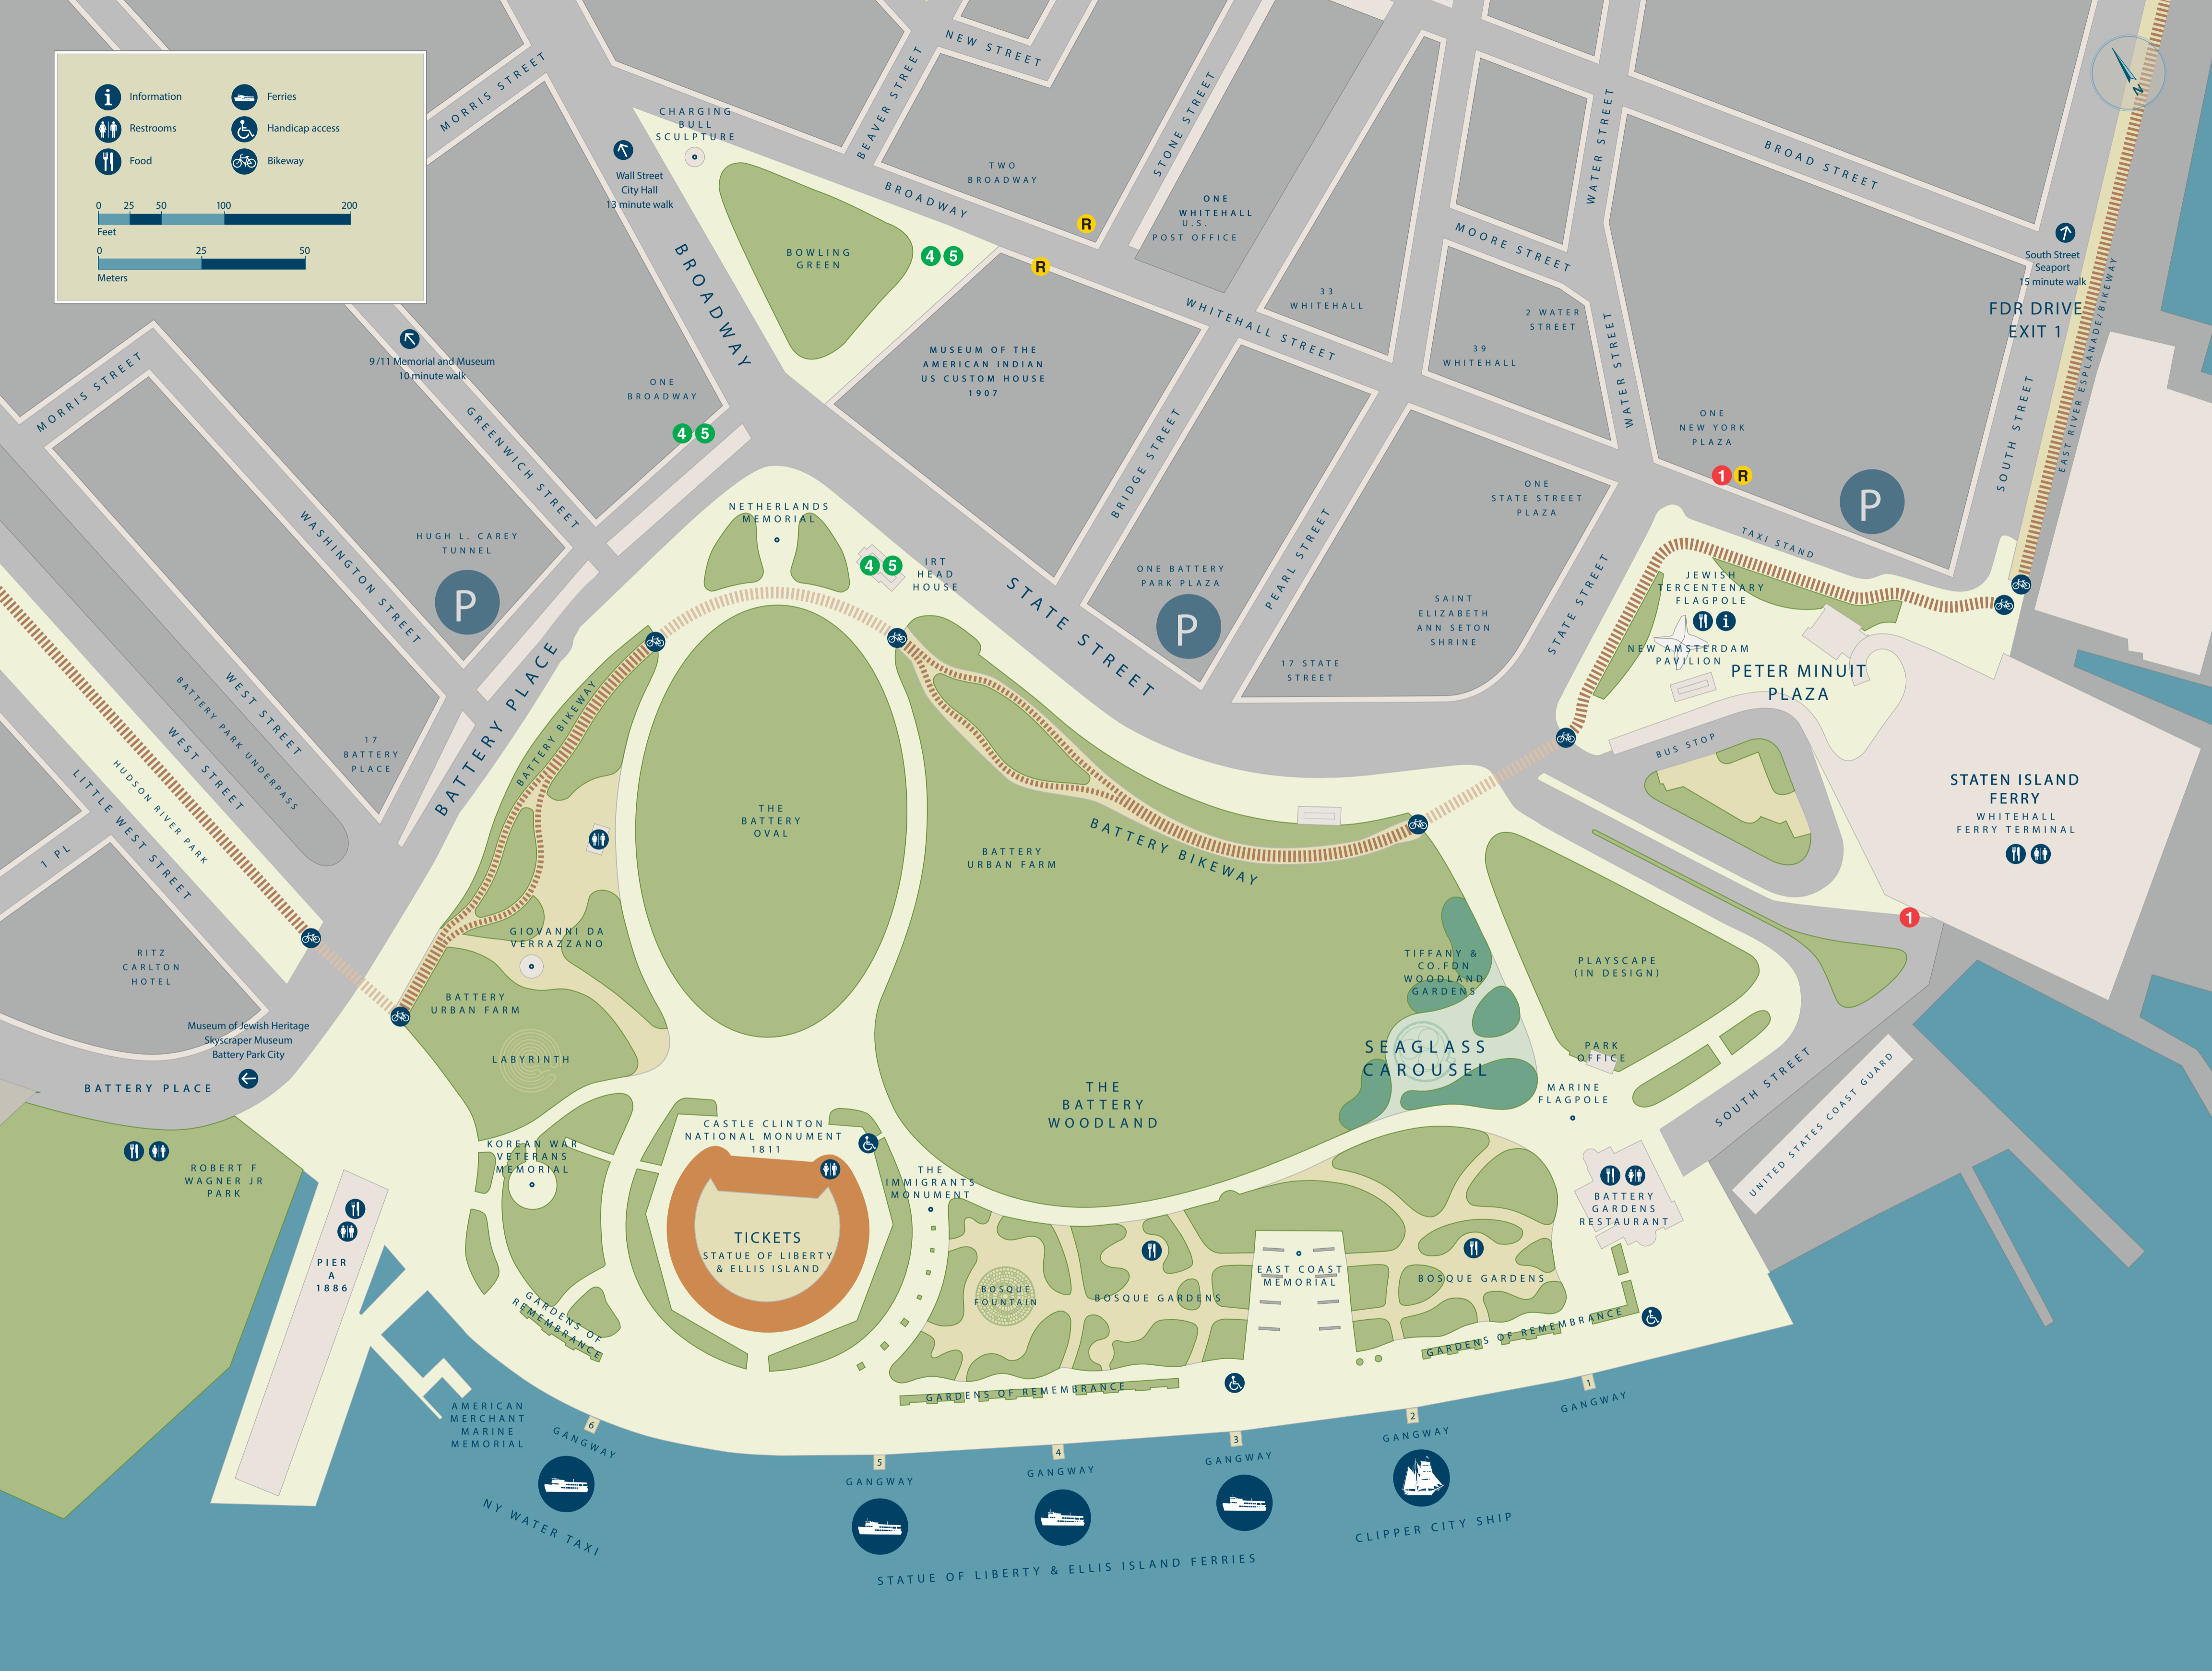 Information
Ferries
Restrooms
Handicap access
Food
Bikeway
0 25 50 100 200
Feet
0 25 50
Meters
MORRIS STREET
NEW STREET
BEAVER STREET
STONE STREET
CHARGING
BULL
SCULPTURE
Wall Street
City Hall
13 minute walk
TWO
BROADWAY
BROADWAY
R
ONE
WHITEHALL
U.S.
POST OFFICE
WATER STREET
BROAD STREET
N
BROADWAY
BOWLING
GREEN
4 5
R
WHITEHALL STREET
33
WHITEHALL
MOORE STREET
2 WATER
STREET
39
WHITEHALL
WATER STREET
South Street
Seaport
15 minute walk
FDR DRIVE
EXIT 1
EAST RIVER ESPLANADE/BIKEWAY
SOUTH STREET
MORRIS STREET
9/11 Memorial and Museum
10 minute walk
GREENWICH STREET
ONE
BROADWAY
4 5
MUSEUM OF THE
AMERICAN INDIAN
US CUSTOM HOUSE
1907
BRIDGE STREET
PEARL STREET
ONE
NEW YORK
PLAZA
1 R
P
ONE
STATE STREET
PLAZA
TAXI STAND
WASHINGTON STREET
HUGH L. CAREY
TUNNEL
P
NETHERLANDS
MEMORIAL
4 5
IRT
HEAD
HOUSE
STATE STREET
ONE BATTERY
PARK PLAZA
P
SAINT
ELIZABETH
ANN SETON
SHRINE
17 STATE
STREET
STATE STREET
JEWISH
TERCENTENARY
FLAGPOLE
i
NEW AMSTERDAM
PAVILION
PETER MINUIT
PLAZA
BUS STOP
STATEN ISLAND
FERRY
WHITEHALL
FERRY TERMINAL
1
WEST STREET
BATTERY PARK UNDERPASS
WEST STREET
HUDSON RIVER PARK
LITTLE WEST STREET
1 PL
17
BATTERY
PLACE
BATTERY PLACE
BATTERY BIKEWAY
THE
BATTERY
OVAL
BATTERY
URBAN FARM
BATTERY BIKEWAY
RITZ
CARLTON
HOTEL
GIOVANNI DA
VERRAZZANO
BATTERY
URBAN FARM
LABYRINTH
TIFFANY &
CO.FDN
WOODLAND
GARDENS
PLAYSCAPE
(IN DESIGN)
Museum of Jewish Heritage
Skyscraper Museum
Battery Park City
BATTERY PLACE
SEAGLASS
CAROUSEL
PARK
OFFICE
MARINE
FLAGPOLE
SOUTH STREET
UNITED STATES COAST GUARD
THE
BATTERY
WOODLAND
KOREAN WAR
VETERANS
MEMORIAL
CASTLE CLINTON
NATIONAL MONUMENT
1811
THE
IMMIGRANTS
MONUMENT
ROBERT F
WAGNER JR
PARK
PIER
A
1886
TICKETS
STATUE OF LIBERTY
& ELLIS ISLAND
BATTERY
GARDENS
RESTAURANT
BOSQUE
FOUNTAIN
BOSQUE GARDENS
EAST COAST
MEMORIAL
BOSQUE GARDENS
GARDENS OF
REMEMBRANCE
GARDENS OF REMEMBRANCE
GARDENS OF REMEMBRANCE
AMERICAN
MERCHANT
MARINE
MEMORIAL
6
GANGWAY
5
GANGWAY
4
GANGWAY
3
GANGWAY
2
GANGWAY
1
GANGWAY
NY WATER TAXI
STATUE OF LIBERTY & ELLIS ISLAND FERRIES
CLIPPER CITY SHIP